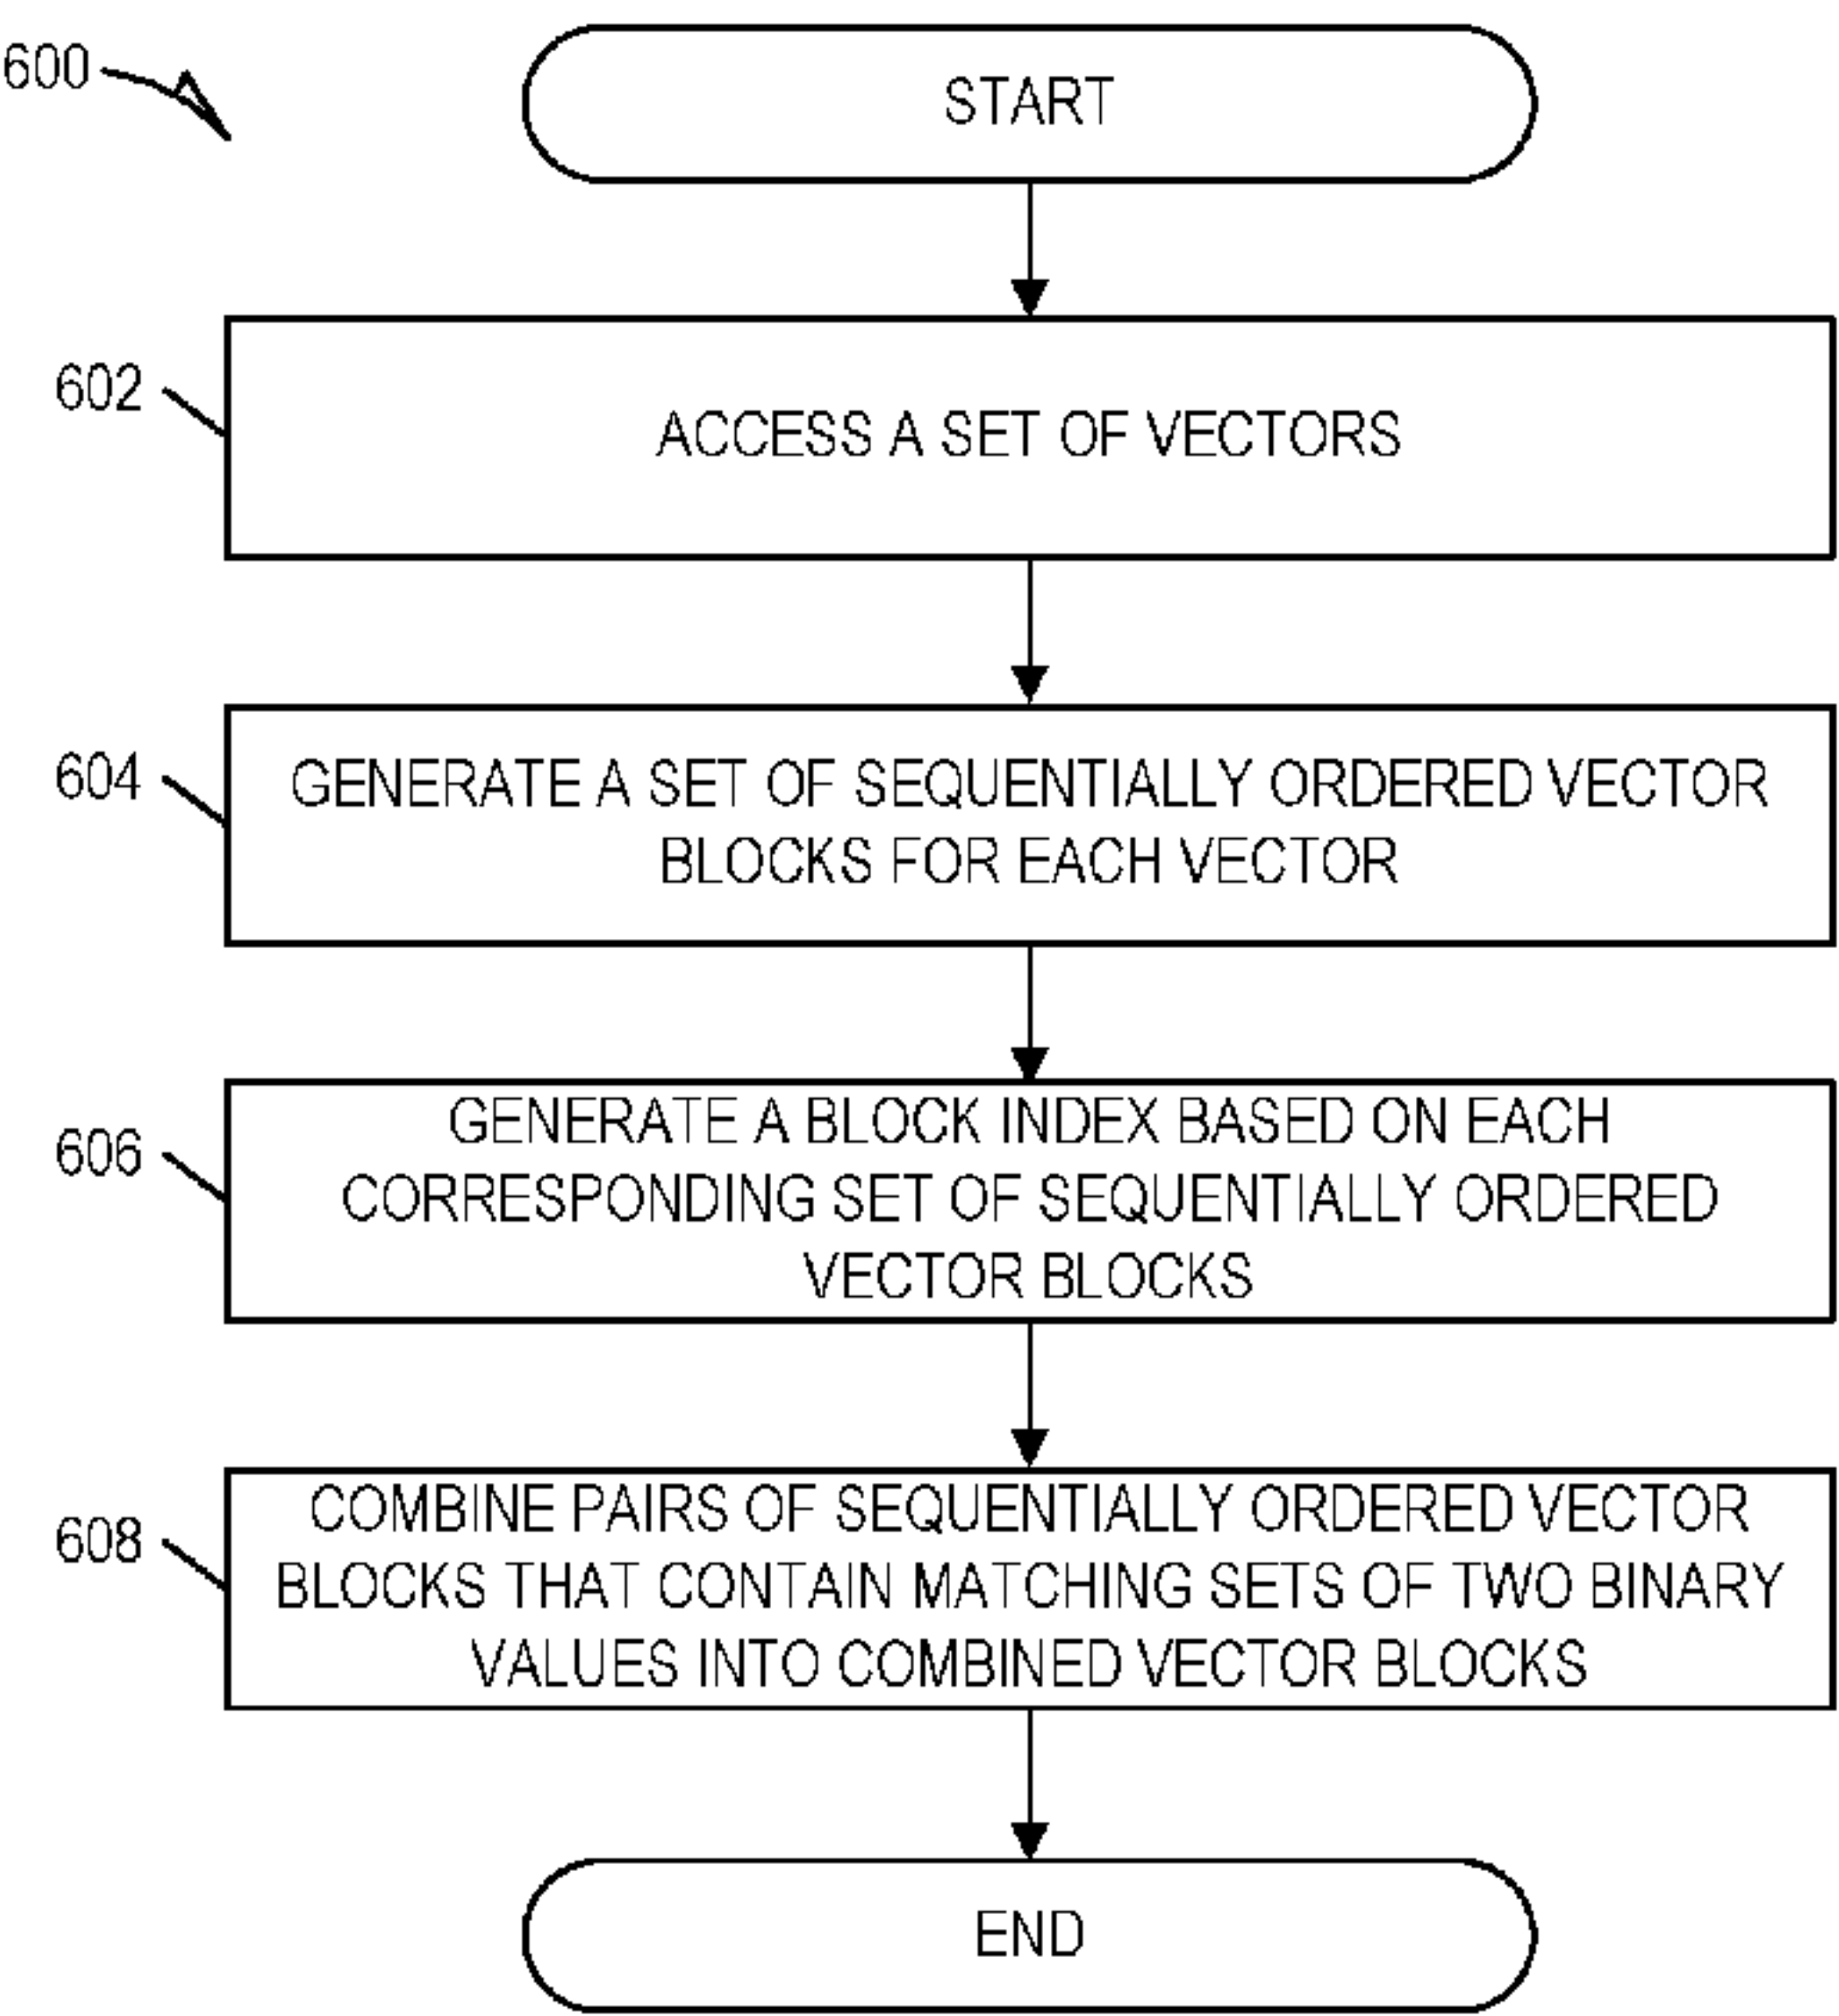 600
START
602
ACCESS A SET OF VECTORS
604
GENERATE A SET OF SEQUENTIALLY ORDERED VECTOR
BLOCKS FOR EACH VECTOR
606
GENERATE A BLOCK INDEX BASED ON EACH
CORRESPONDING SET OF SEQUENTIALLY ORDERED
VECTOR BLOCKS
608
COMBINE PAIRS OF SEQUENTIALLY ORDERED VECTOR
BLOCKS THAT CONTAIN MATCHING SETS OF TWO BINARY
VALUES INTO COMBINED VECTOR BLOCKS
END